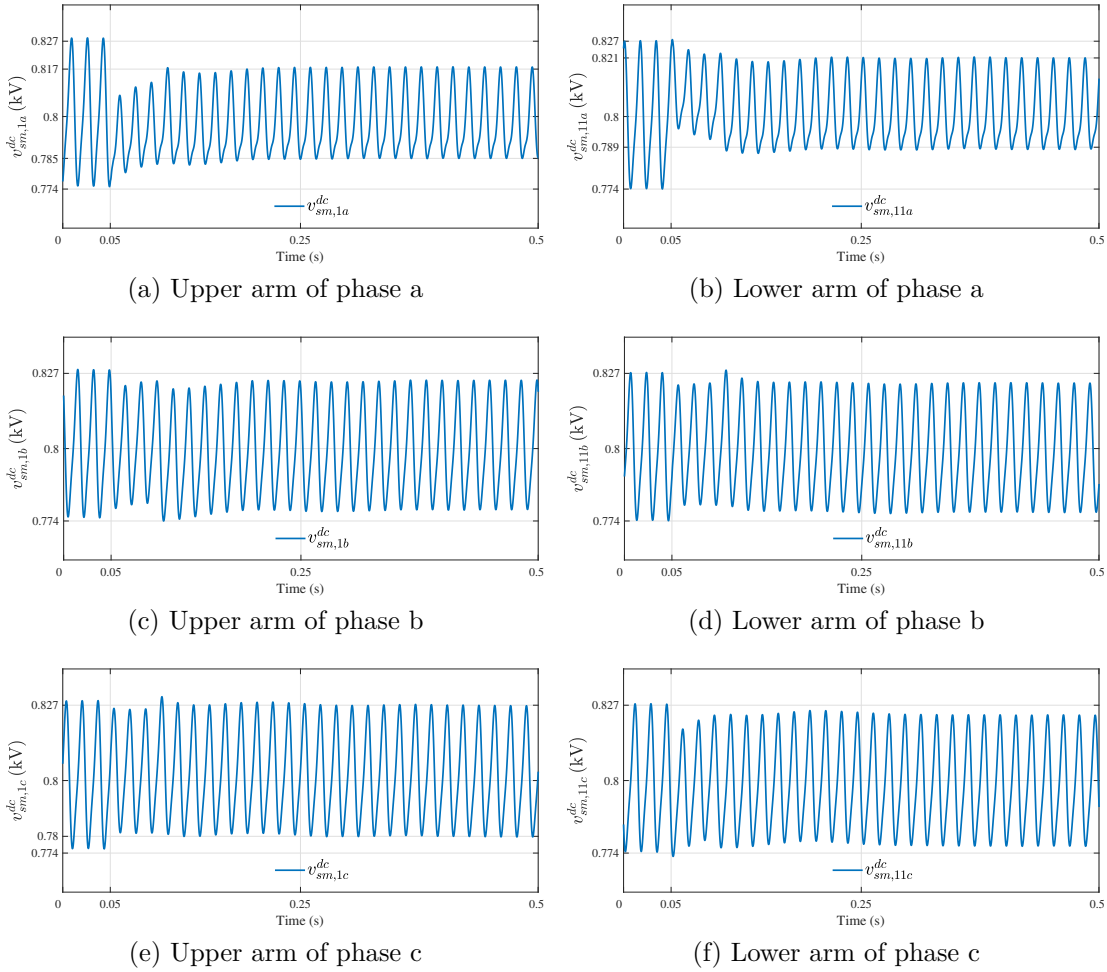 0.827
0.817
0.8
0.785
0.774
v^{dc}_{sm,1a} (kV)
v^{dc}_{sm,1a}
0 0.05 0.25 0.5
Time (s)
(a) Upper arm of phase a
0.827
0.821
0.8
0.789
0.774
v^{dc}_{sm,11a} (kV)
v^{dc}_{sm,11a}
0 0.05 0.25 0.5
Time (s)
(b) Lower arm of phase a
0.827
0.8
0.774
v^{dc}_{sm,1b} (kV)
v^{dc}_{sm,1b}
0 0.05 0.25 0.5
Time (s)
(c) Upper arm of phase b
0.827
0.8
0.774
v^{dc}_{sm,11b} (kV)
v^{dc}_{sm,11b}
0 0.05 0.25 0.5
Time (s)
(d) Lower arm of phase b
0.827
0.8
0.78
0.774
v^{dc}_{sm,1c} (kV)
v^{dc}_{sm,1c}
0 0.05 0.25 0.5
Time (s)
(e) Upper arm of phase c
0.827
0.8
0.774
v^{dc}_{sm,11c} (kV)
v^{dc}_{sm,11c}
0 0.05 0.25 0.5
Time (s)
(f) Lower arm of phase c